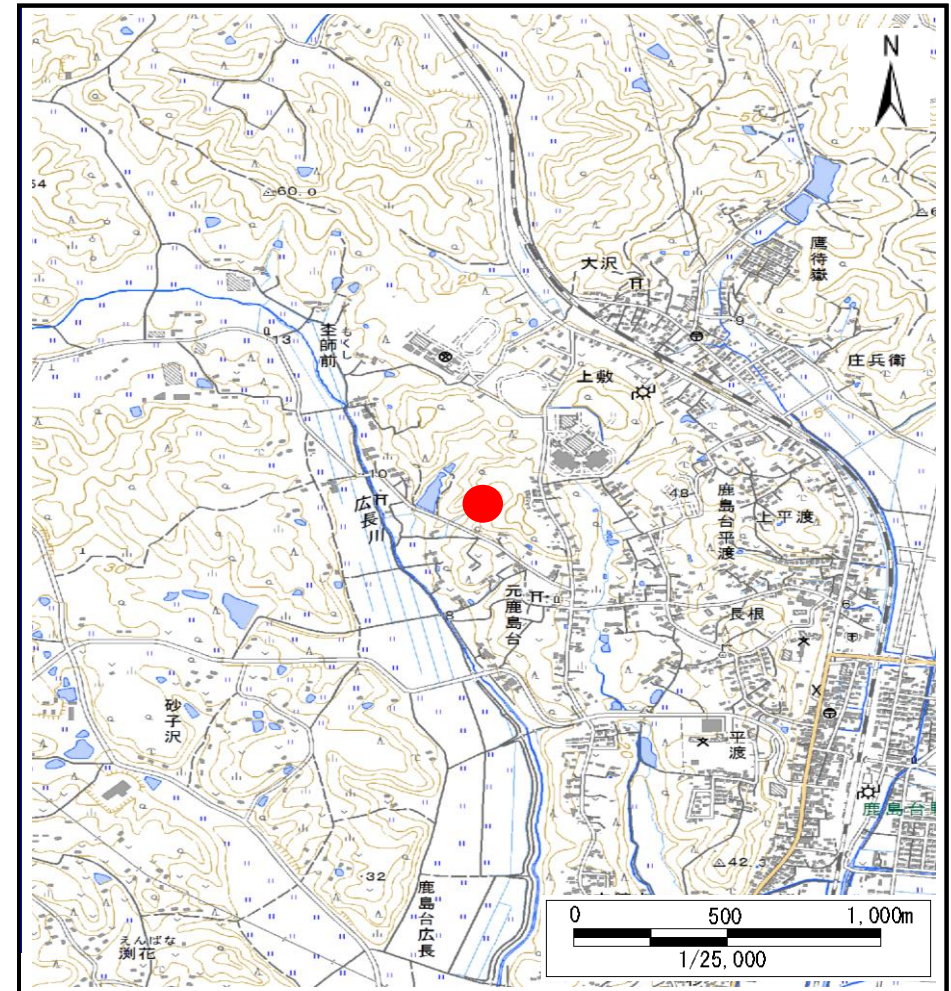 N
50
54
60.0
大沢
鷹待嶽
20
9
13
杢師前
もくし
上敷
庄兵衛
5
10
広長川
48
鹿島台平渡
上平渡
元鹿島台
8
長根
6
30
砂子沢
平渡
鹿島台
42.3
32
鹿島台広長
えんばな
渕花
0 500 1,000m
1/25,000